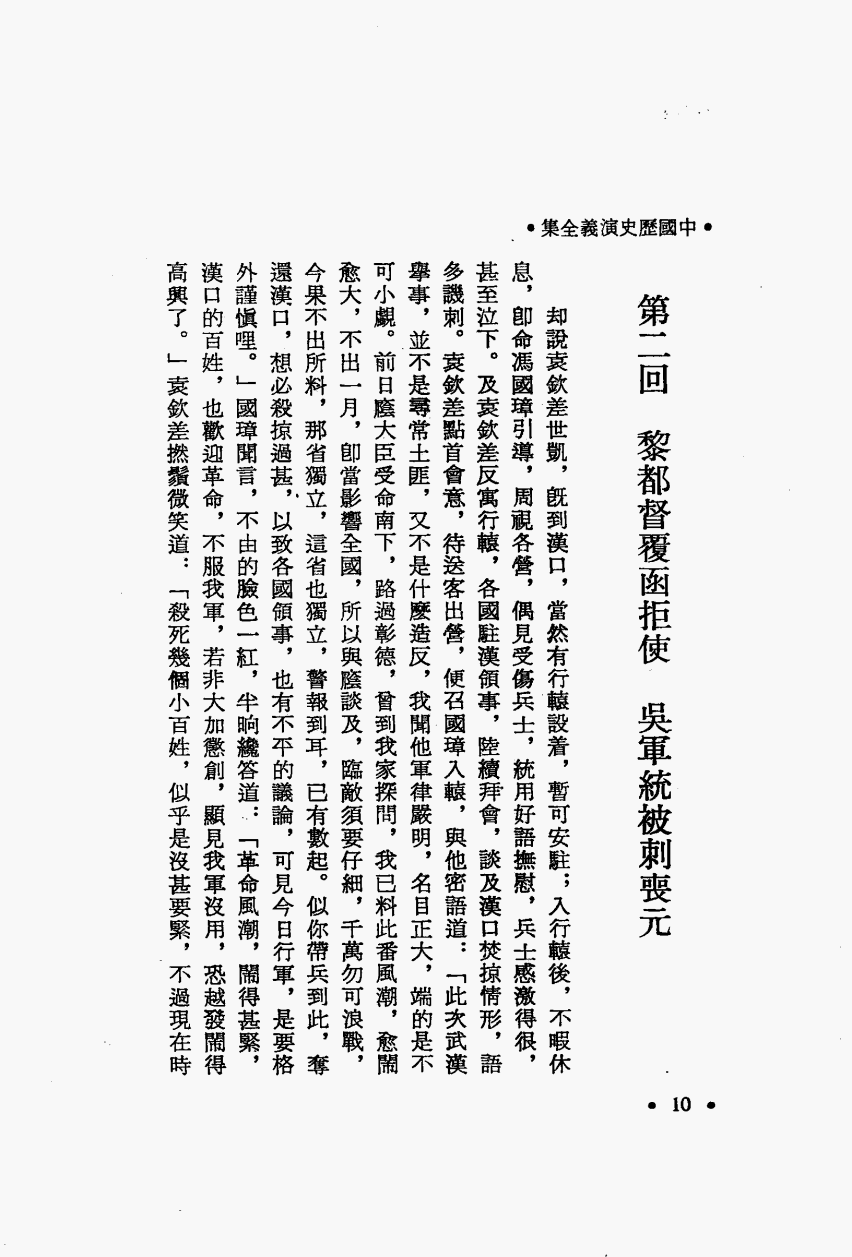 •中國歷史演義全集•
第二回　黎都督覆函拒使　吳軍統被刺喪元
却說袁欽差世凱，旣到漢口，當然有行轅設着，暫可安駐；入行轅後，不暇休
息，卽命馮國璋引導，周視各營，偶見受傷兵士，統用好語撫慰，兵士感激得很，
甚至泣下。及袁欽差反寓行轅，各國駐漢領事，陸續拜會，談及漢口焚掠情形，語
多譏刺。袁欽差點首會意，待送客出營，便召國璋入轅，與他密語道：「此次武漢
舉事，並不是尋常土匪，又不是什麼造反，我聞他軍律嚴明，名目正大，端的是不
可小覷。前日廕大臣受命南下，路過彰德，曾到我家探問，我已料此番風潮，愈鬧
愈大，不出一月，卽當影響全國，所以與廕談及，臨敵須要仔細，千萬勿可浪戰，
今果不出所料，那省獨立，這省也獨立，警報到耳，已有數起。似你帶兵到此，奪
還漢口，想必殺掠過甚，以致各國領事，也有不平的議論，可見今日行軍，是要格
外謹愼哩。」國璋聞言，不由的臉色一紅，半晌纔答道：「革命風潮，鬧得甚緊，
漢口的百姓，也歡迎革命，不服我軍，若非大加懲創，顯見我軍沒用，恐越發鬧得
高興了。」袁欽差撚鬚微笑道：「殺死幾個小百姓，似乎是沒甚要緊，不過現在時
•10•